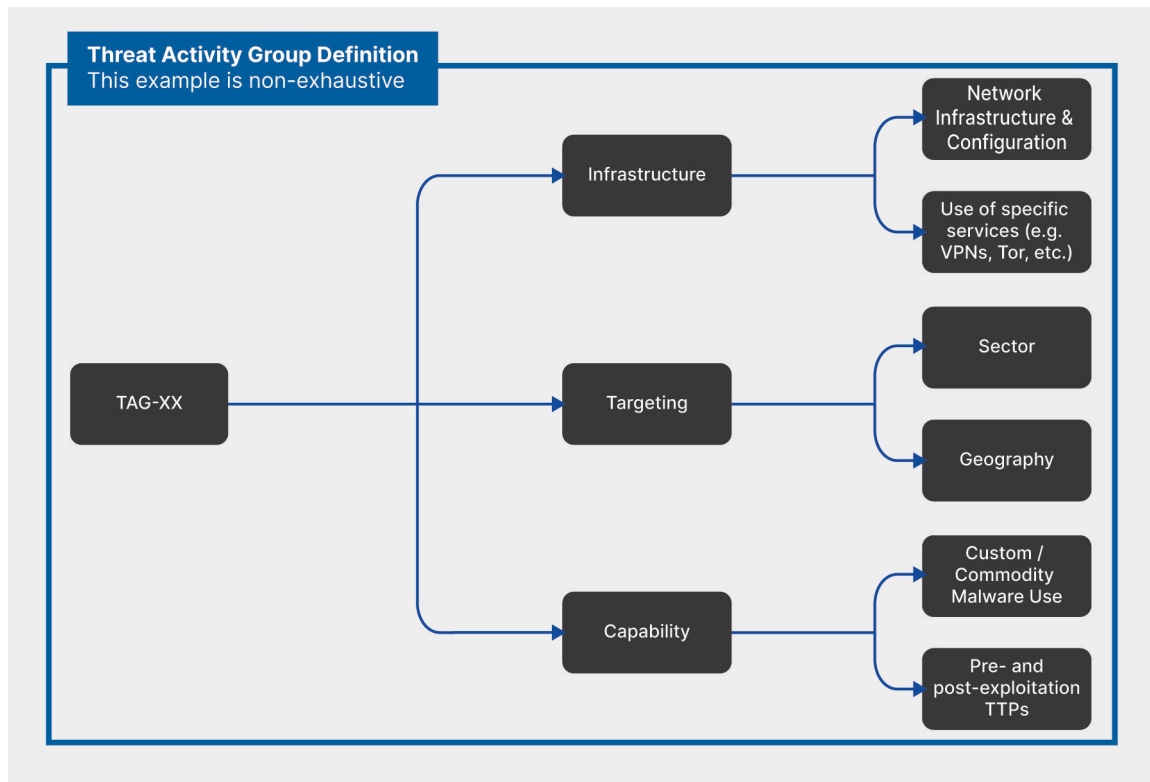 Threat Activity Group Definition
This example is non-exhaustive
Network
Infrastructure &
Configuration
Infrastructure
Use of specific
services (e.g.
VPNs, Tor, etc.)
Sector
TAG-XX
Targeting
Geography
Custom /
Commodity
Malware Use
Capability
Pre- and
post-exploitation
TTPs